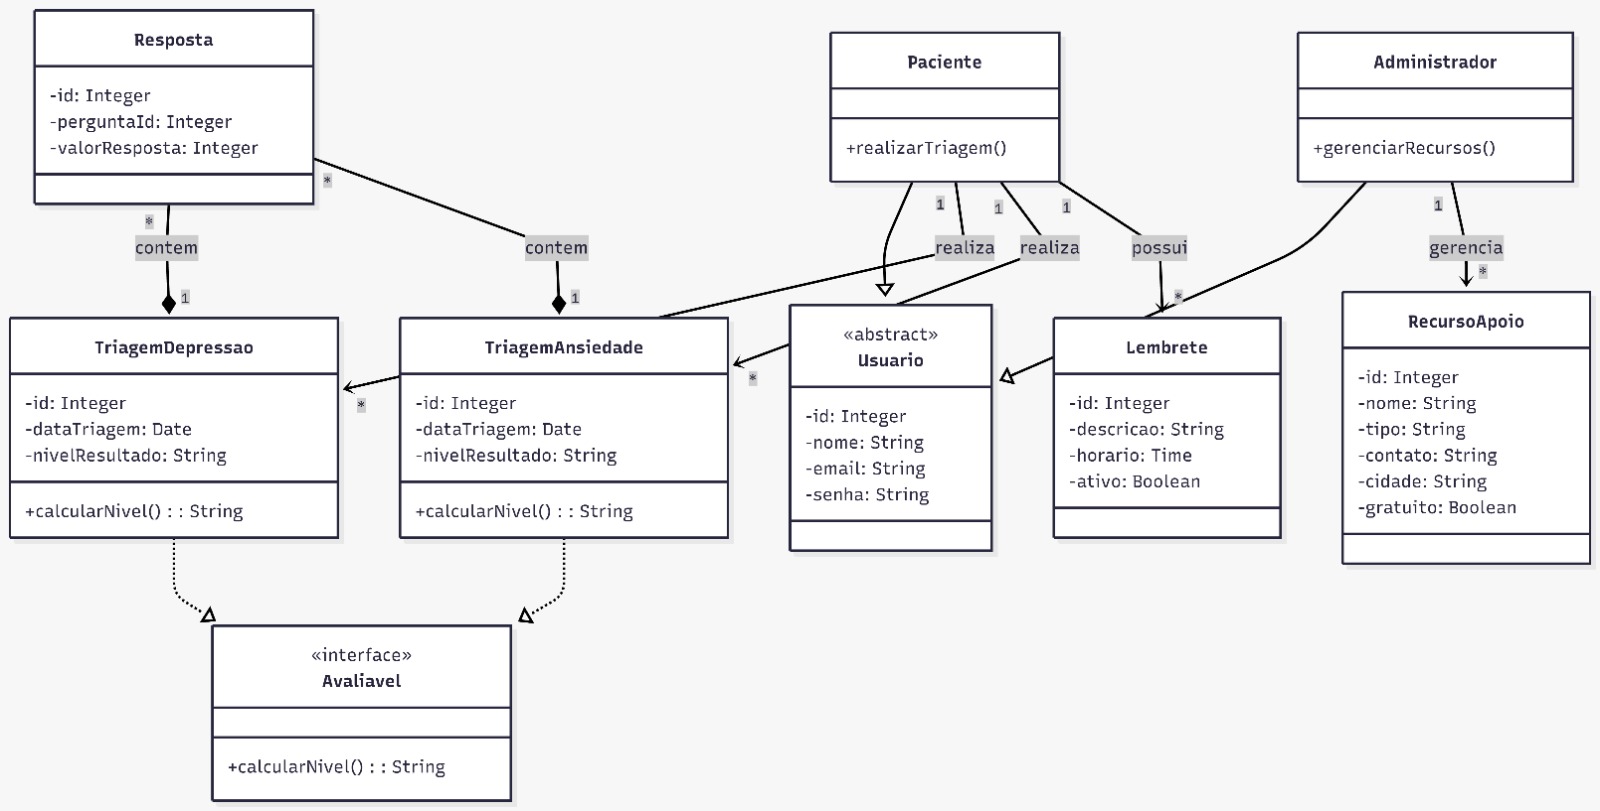 Resposta
-id: Integer
-perguntaId: Integer
-valorResposta: Integer
Paciente
+realizarTriagem()
Administrador
+gerenciarRecursos()
*
*
1
1
1
1
contem
contem
realiza
realiza
possui
gerencia
1
1
*
*
TriagemDepressao
-id: Integer
-dataTriagem: Date
-nivelResultado: String
+calcularNivel() : : String
*
TriagemAnsiedade
-id: Integer
-dataTriagem: Date
-nivelResultado: String
+calcularNivel() : : String
*
«abstract»
Usuario
-id: Integer
-nome: String
-email: String
-senha: String
Lembrete
-id: Integer
-descricao: String
-horario: Time
-ativo: Boolean
RecursoApoio
-id: Integer
-nome: String
-tipo: String
-contato: String
-cidade: String
-gratuito: Boolean
«interface»
Avaliavel
+calcularNivel() : : String